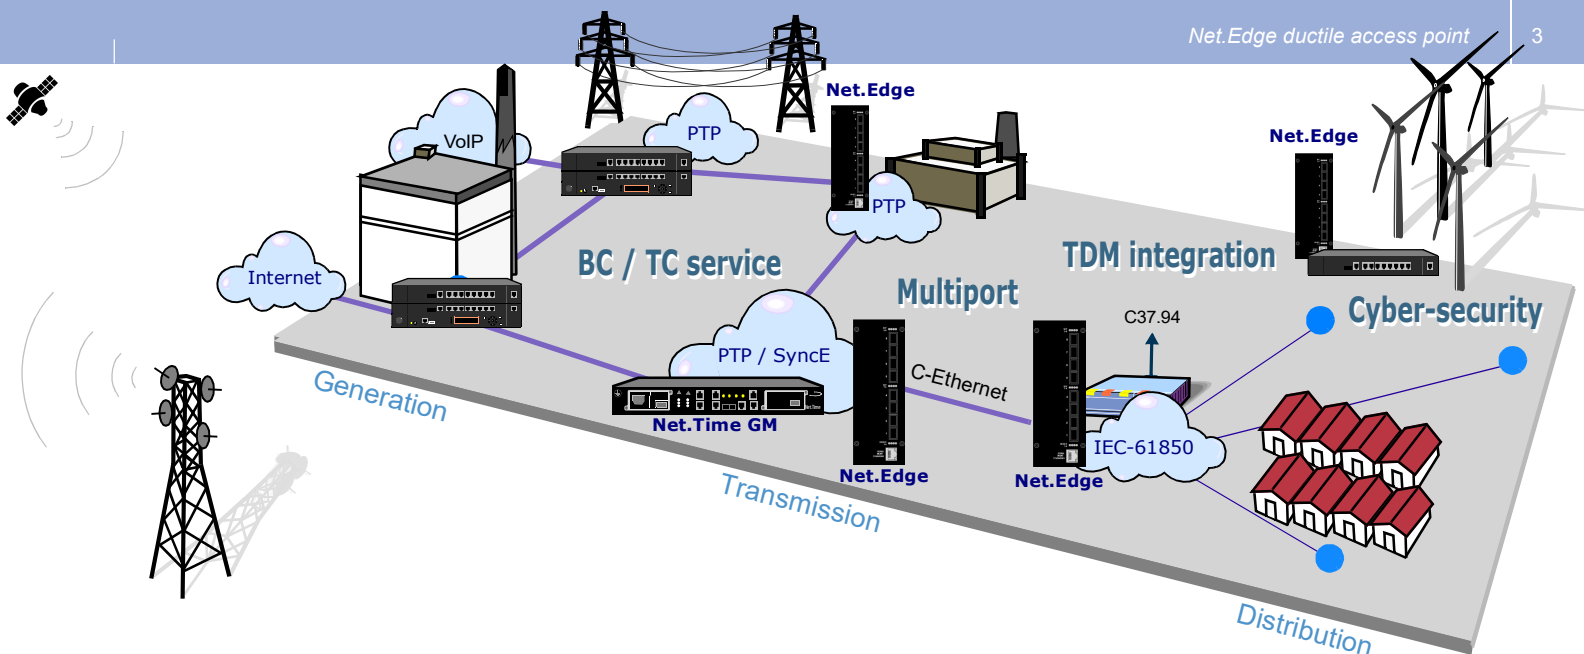 Net.Edge ductile access point
3
Net.Edge
VoIP
PTP
Net.Edge
PTP
Internet
BC / TC service
TDM integration
Multiport
Cyber-security
C37.94
PTP / SyncE
C-Ethernet
Generation
Net.Time GM
IEC-61850
Net.Edge
Net.Edge
Transmission
Distribution